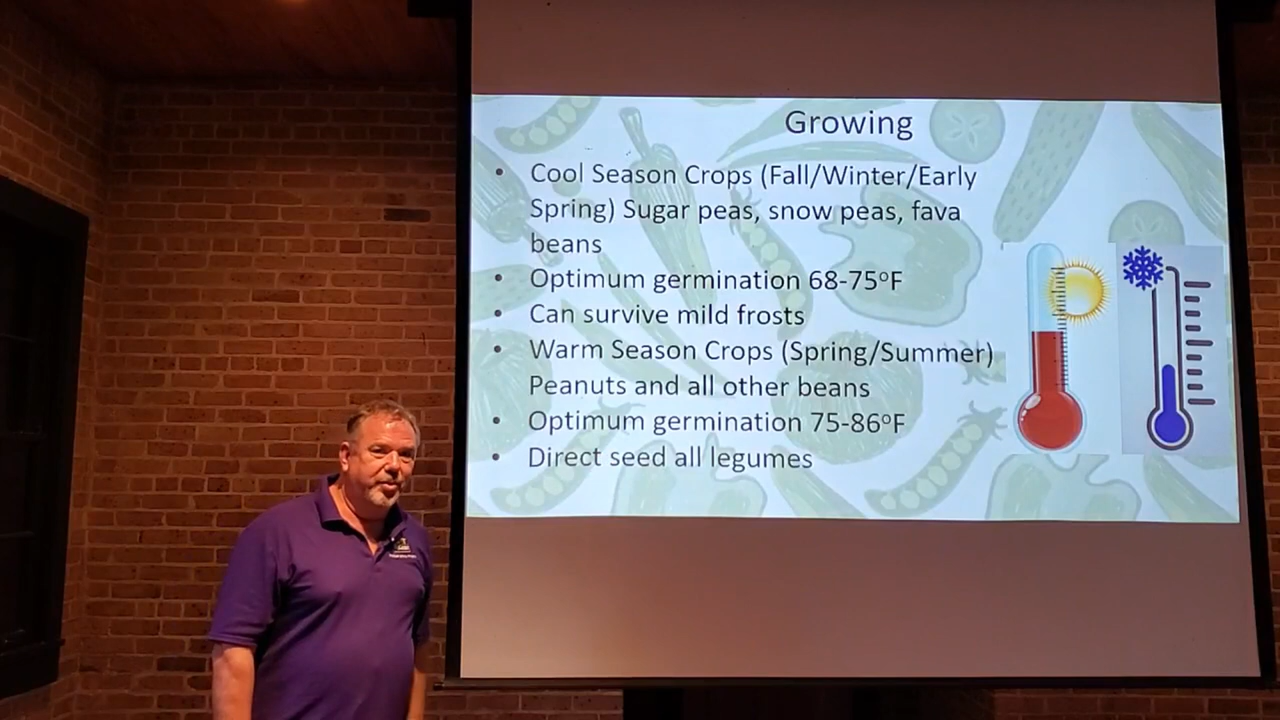 Growing
• Cool Season Crops (Fall/Winter/Early
Spring) Sugar peas, snow peas, fava
beans
• Optimum germination 68-75°F
• Can survive mild frosts
• Warm Season Crops (Spring/Summer)
Peanuts and all other beans
• Optimum germination 75-86°F
• Direct seed all legumes